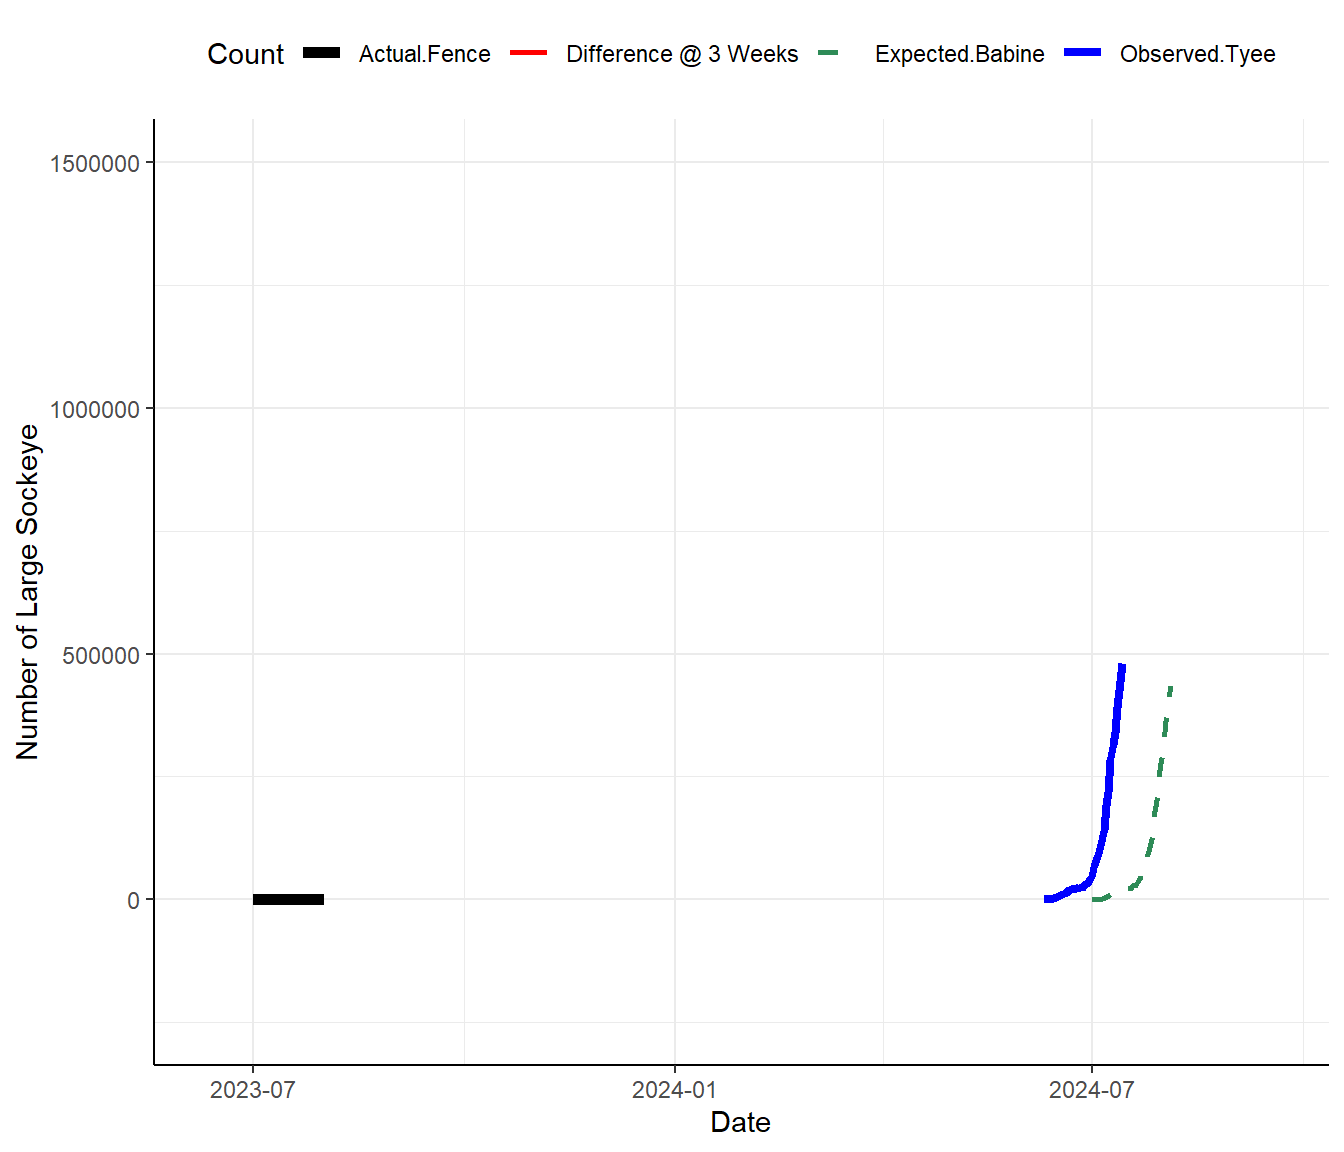 Count Actual.Fence Difference @ 3 Weeks Expected.Babine Observed.Tyee
1500000
1000000
500000
0
Number of Large Sockeye
2023-07 2024-01 2024-07
Date